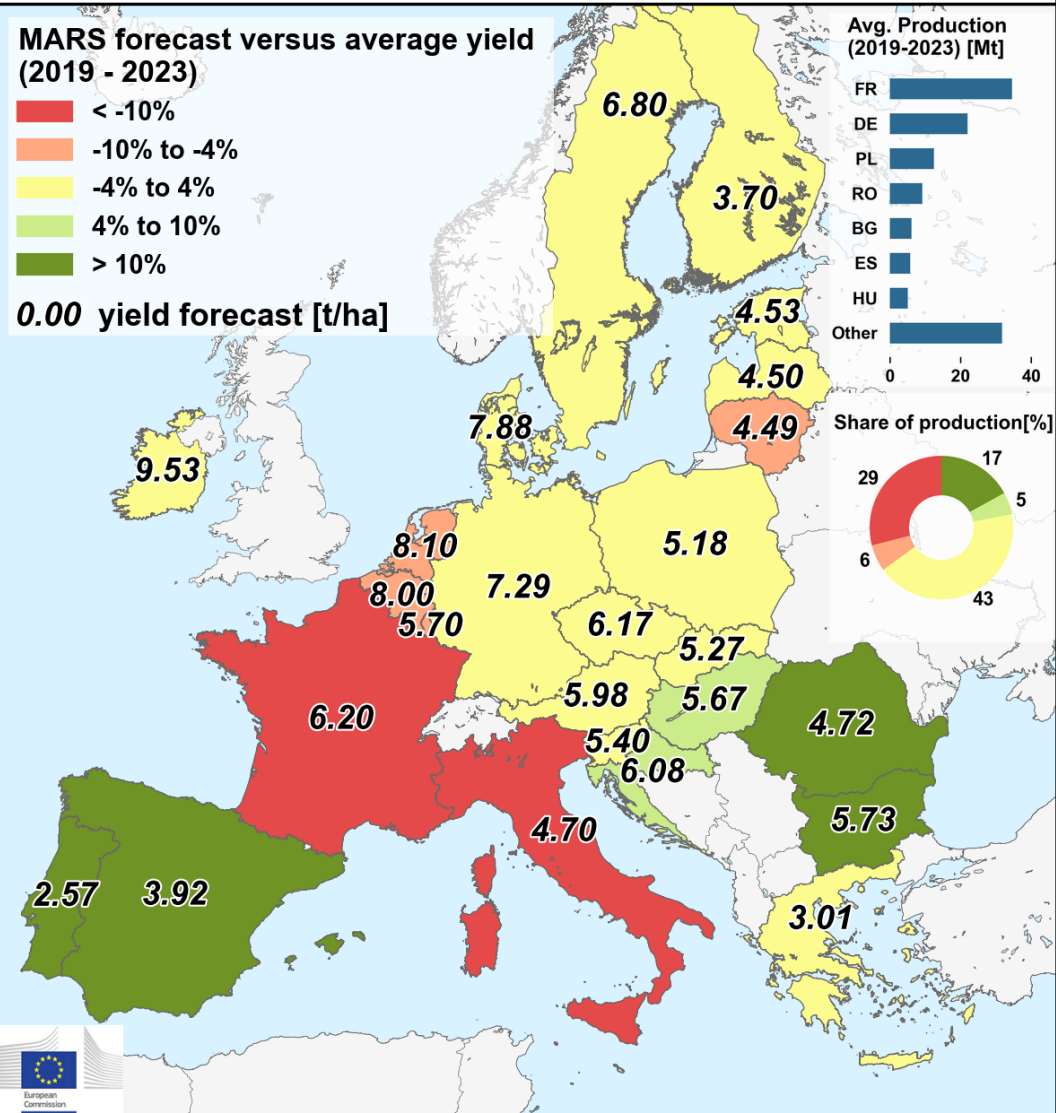 MARS forecast versus average yield
(2019 - 2023)
< -10%
-10% to -4%
-4% to 4%
4% to 10%
> 10%
0.00 yield forecast [t/ha]
Avg. Production
(2019-2023) [Mt]
FR
DE
PL
RO
BG
ES
HU
Other
0 20 40
Share of production[%]
17
29
5
6
43
6.80
3.70
4.53
4.50
7.88
4.49
9.53
8.10
5.18
7.29
8.00
5.70
6.17
5.27
5.98
5.67
6.20
4.72
5.40
6.08
5.73
4.70
2.57
3.92
3.01
European
Commission